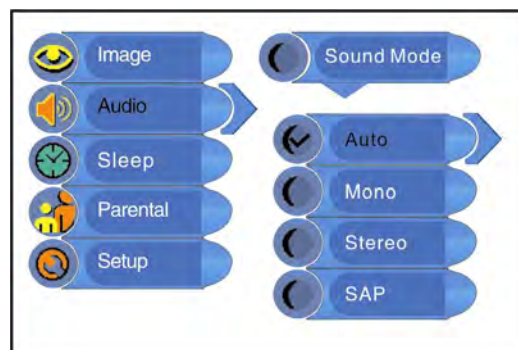 Image
Audio
Sleep
Parental
Setup
Sound Mode
Auto
Mono
Stereo
SAP